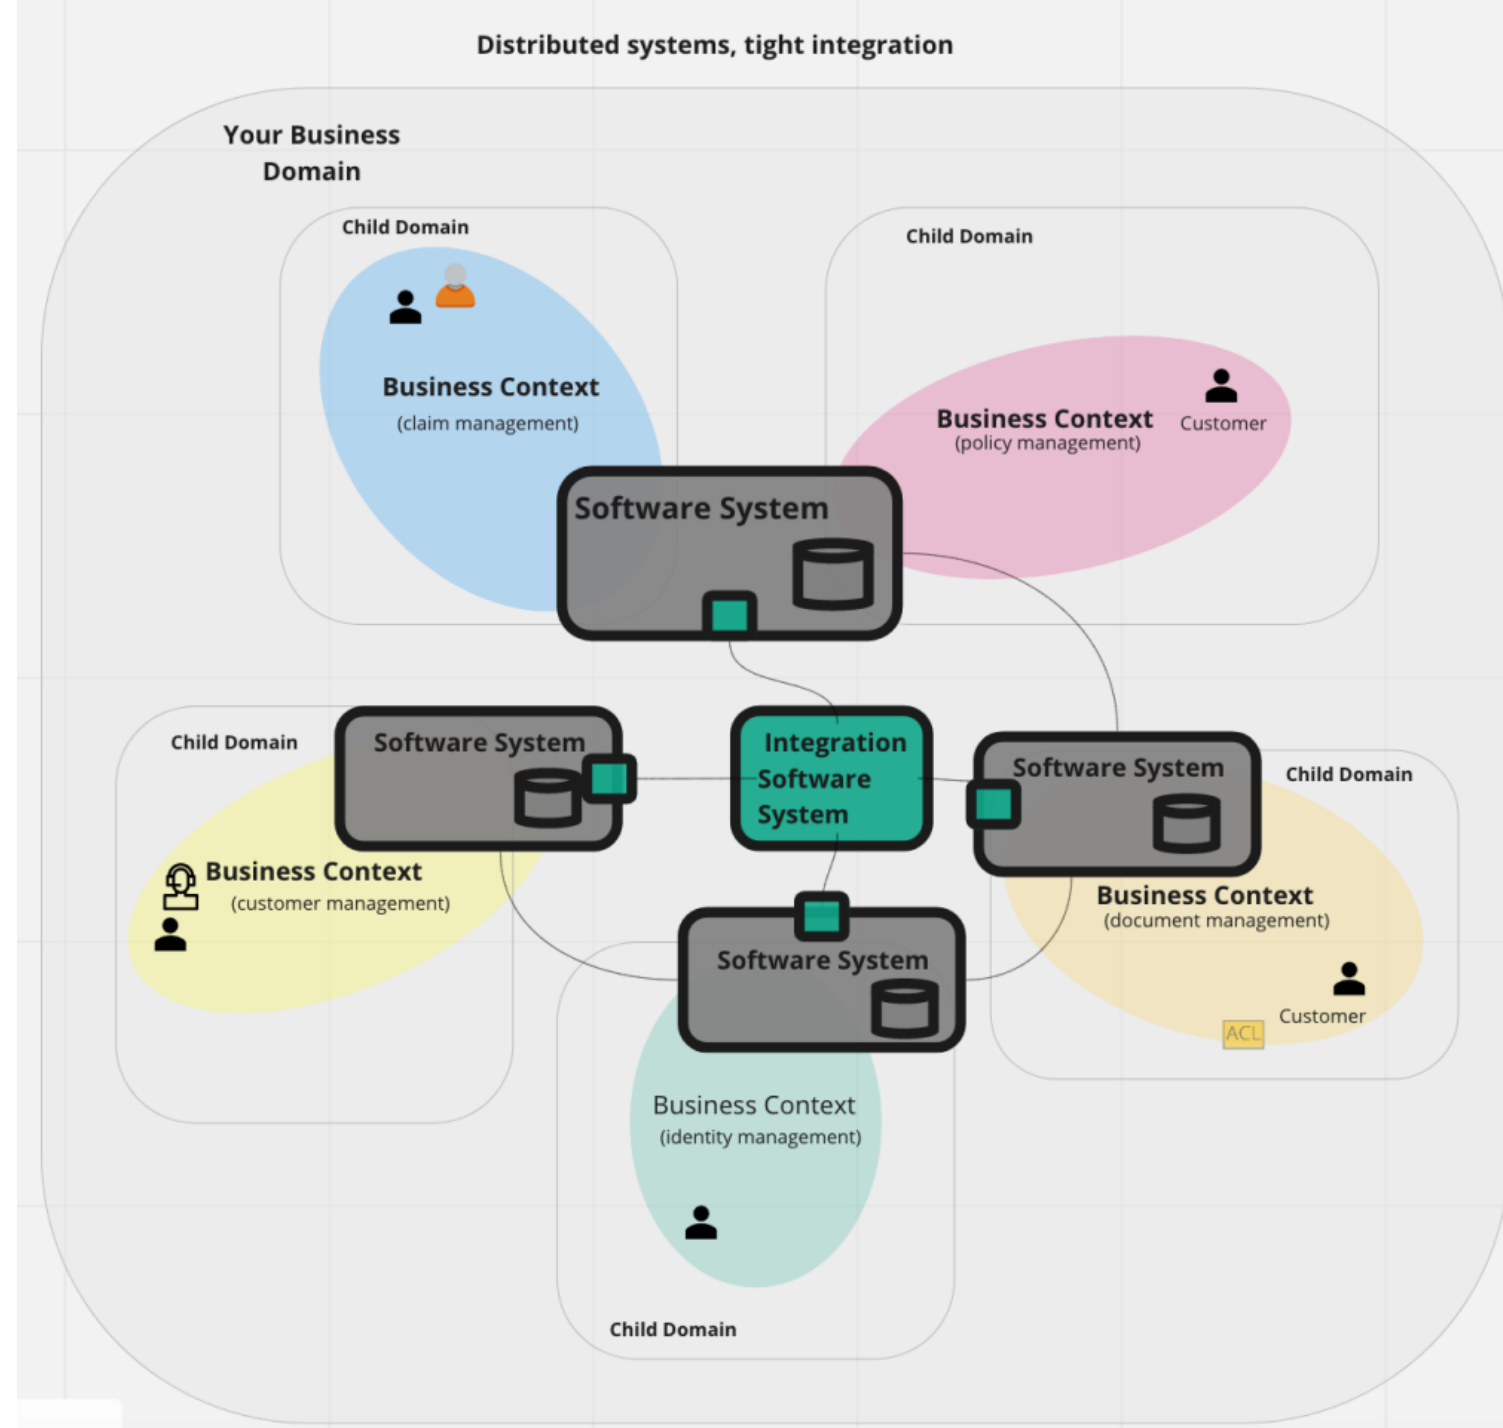 Distributed systems, tight integration
Your Business
Domain
Child Domain
Child Domain
Business Context
(claim management)
Business Context
(policy management)
Customer
Software System
Child Domain
Software System
Integration
Software
System
Software System
Child Domain
Business Context
(customer management)
Business Context
(document management)
Software System
Customer
ACL
Business Context
(identity management)
Child Domain